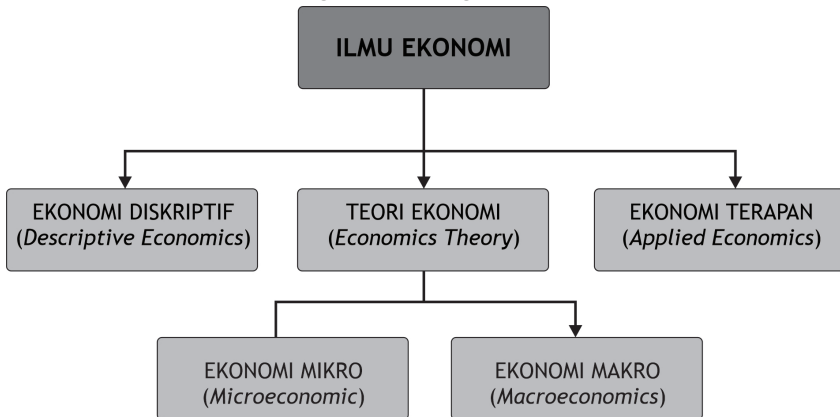 ILMU EKONOMI
EKONOMI DISKRIPTIF
(Descriptive Economics)
TEORI EKONOMI
(Economics Theory)
EKONOMI TERAPAN
(Applied Economics)
EKONOMI MIKRO
(Microeconomic)
EKONOMI MAKRO
(Macroeconomics)